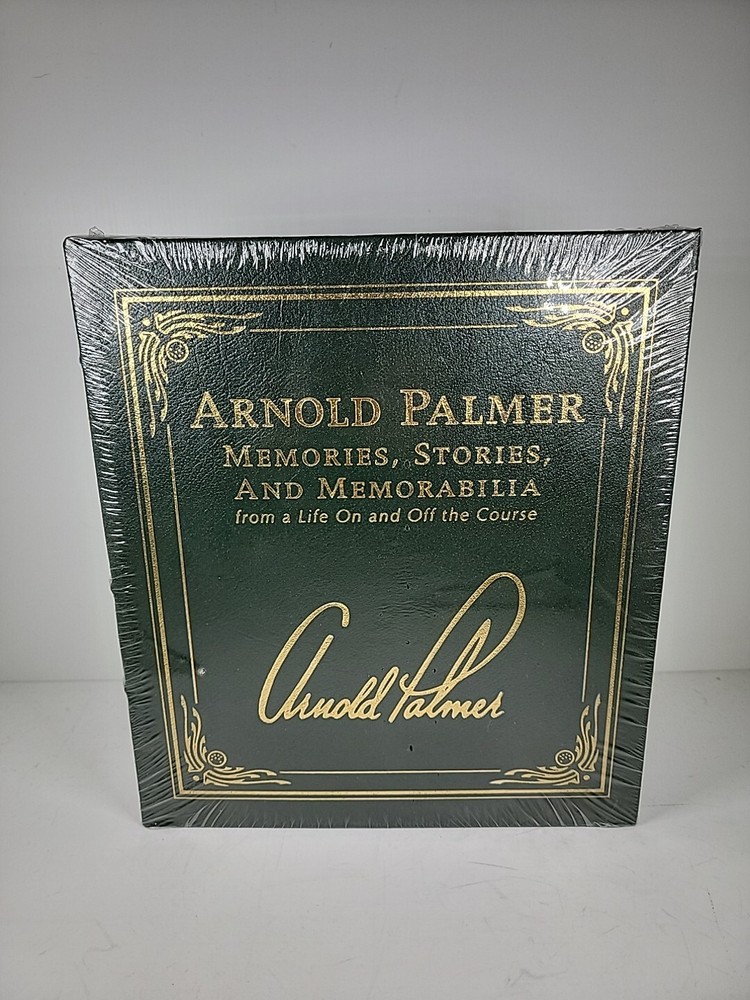 ARNOLD PALMER
MEMORIES, STORIES,
AND MEMORABILIA
from a Life On and Off the Course
Arnold Palmer